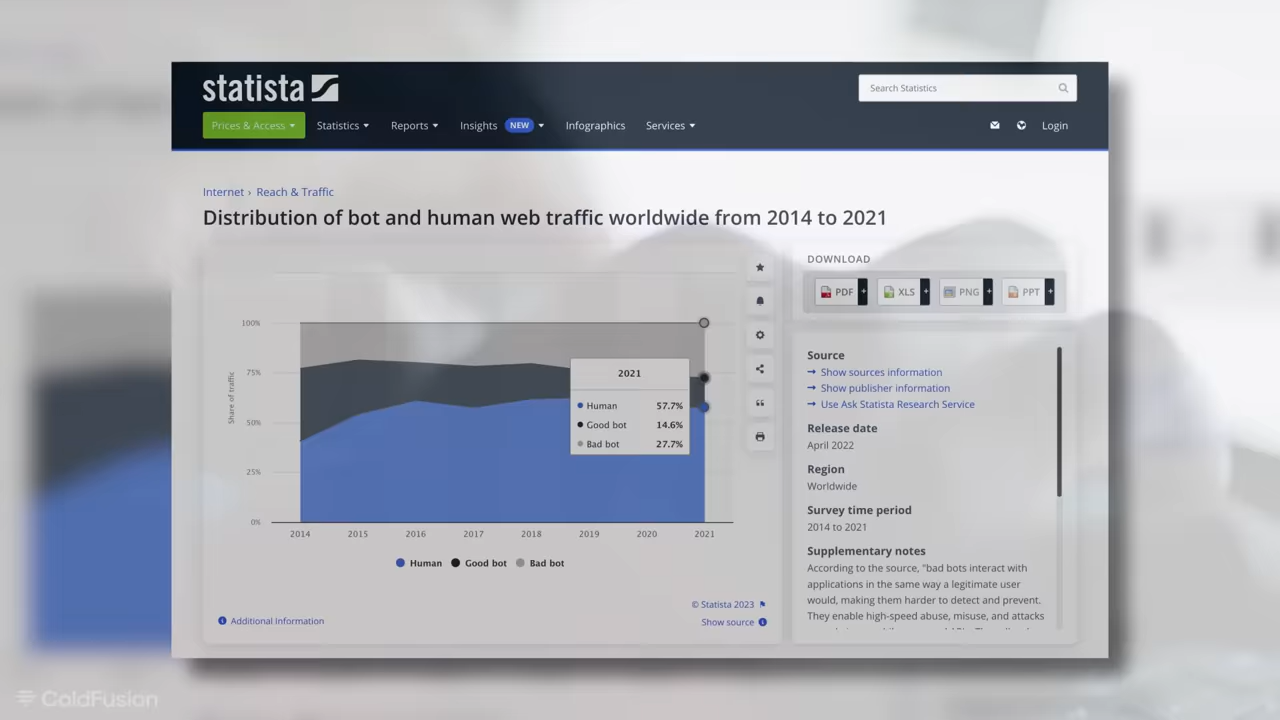 statista
Search Statistics
Prices & Access
Statistics
Reports
Insights NEW
Infographics
Services
Login
Internet › Reach & Traffic
Distribution of bot and human web traffic worldwide from 2014 to 2021
Share of traffic
100%
75%
50%
25%
0%
2014 2015 2016 2017 2018 2019 2020 2021
2021
Human 57.7%
Good bot 14.6%
Bad bot 27.7%
Human Good bot Bad bot
© Statista 2023
Additional Information
Show source
DOWNLOAD
PDF + XLS + PNG + PPT +
Source
→ Show sources information
→ Show publisher information
→ Use Ask Statista Research Service
Release date
April 2022
Region
Worldwide
Survey time period
2014 to 2021
Supplementary notes
According to the source, "bad bots interact with
applications in the same way a legitimate user
would, making them harder to detect and prevent.
They enable high-speed abuse, misuse, and attacks
ColdFusion